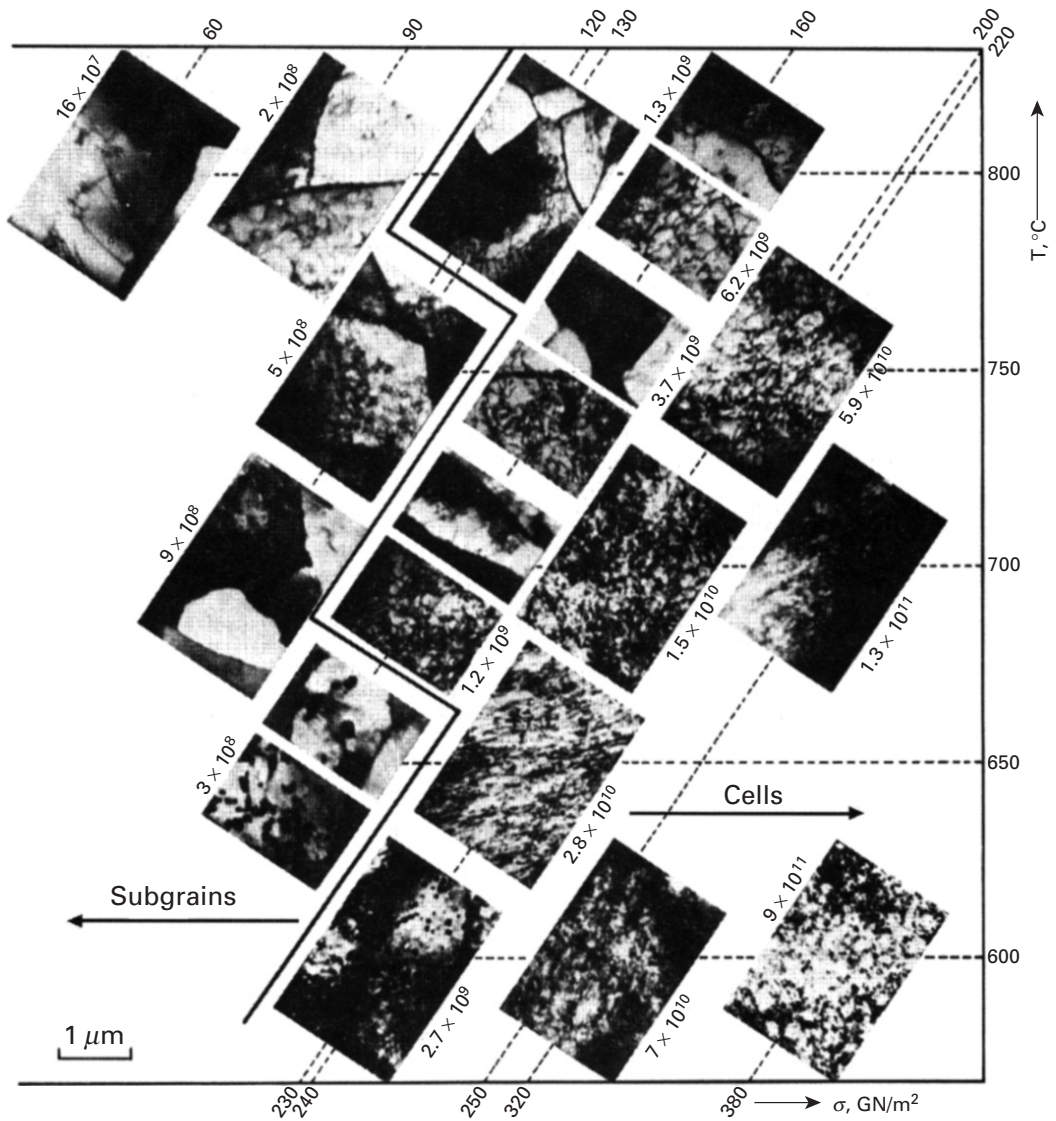 60
90
120
130
160
200
220
16 × 10⁷
2 × 10⁸
1.3 × 10⁹
T, °C
800
6.2 × 10⁹
5 × 10⁸
3.7 × 10⁹
5.9 × 10¹⁰
750
9 × 10⁸
700
1.2 × 10⁹
1.5 × 10¹⁰
1.3 × 10¹¹
3 × 10⁸
650
Cells
2.8 × 10¹⁰
Subgrains
9 × 10¹¹
600
1 μm
2.7 × 10⁹
7 × 10¹⁰
230
240
250
320
380
σ, GN/m²